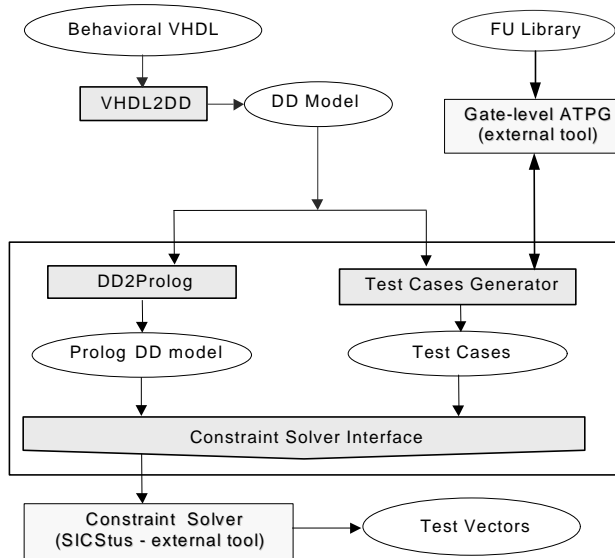 Behavioral VHDL
FU Library
VHDL2DD
DD Model
Gate-level ATPG
(external tool)
DD2Prolog
Test Cases Generator
Prolog DD model
Test Cases
Constraint Solver Interface
Constraint Solver
(SICStus - external tool)
Test Vectors